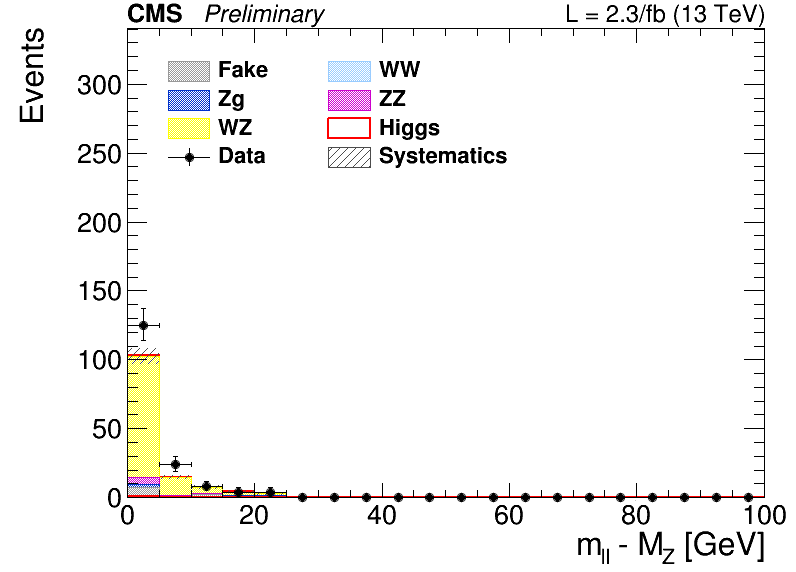 CMS Preliminary L = 2.3/fb (13 TeV)
Events
Fake WW
Zg ZZ
WZ Higgs
Data Systematics
300
250
200
150
100
50
0
0 20 40 60 80 100
m_ll - M_Z [GeV]